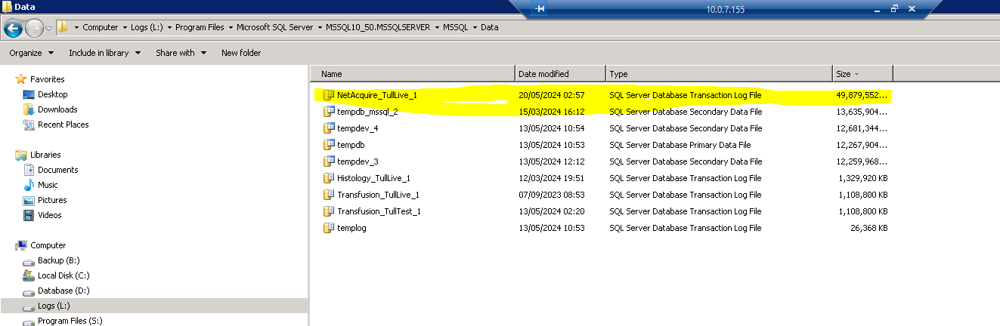 Data
10.0.7.155
Computer Logs (L:) Program Files Microsoft SQL Server MSSQL10_50.MSSQLSERVER MSSQL Data
Organize Include in library Share with New folder
Favorites
Desktop
Downloads
Recent Places
Libraries
Documents
Music
Pictures
Videos
Computer
Backup (B:)
Local Disk (C:)
Database (D:)
Logs (L:)
Program Files (S:)
Name Date modified Type Size
NetAcquire_TullLive_1 20/05/2024 02:57 SQL Server Database Transaction Log File 49,879,552...
tempdb_mssql_2 15/03/2024 16:12 SQL Server Database Secondary Data File 13,635,904...
tempdev_4 13/05/2024 10:54 SQL Server Database Secondary Data File 12,681,344...
tempdb 13/05/2024 10:53 SQL Server Database Primary Data File 12,267,904...
tempdev_3 13/05/2024 12:12 SQL Server Database Secondary Data File 12,259,968...
Histology_TullLive_1 12/03/2024 19:51 SQL Server Database Transaction Log File 1,329,920 KB
Transfusion_TullLive_1 07/09/2023 08:53 SQL Server Database Transaction Log File 1,108,800 KB
Transfusion_TullTest_1 13/05/2024 02:20 SQL Server Database Transaction Log File 1,108,800 KB
templog 13/05/2024 10:53 SQL Server Database Transaction Log File 26,368 KB